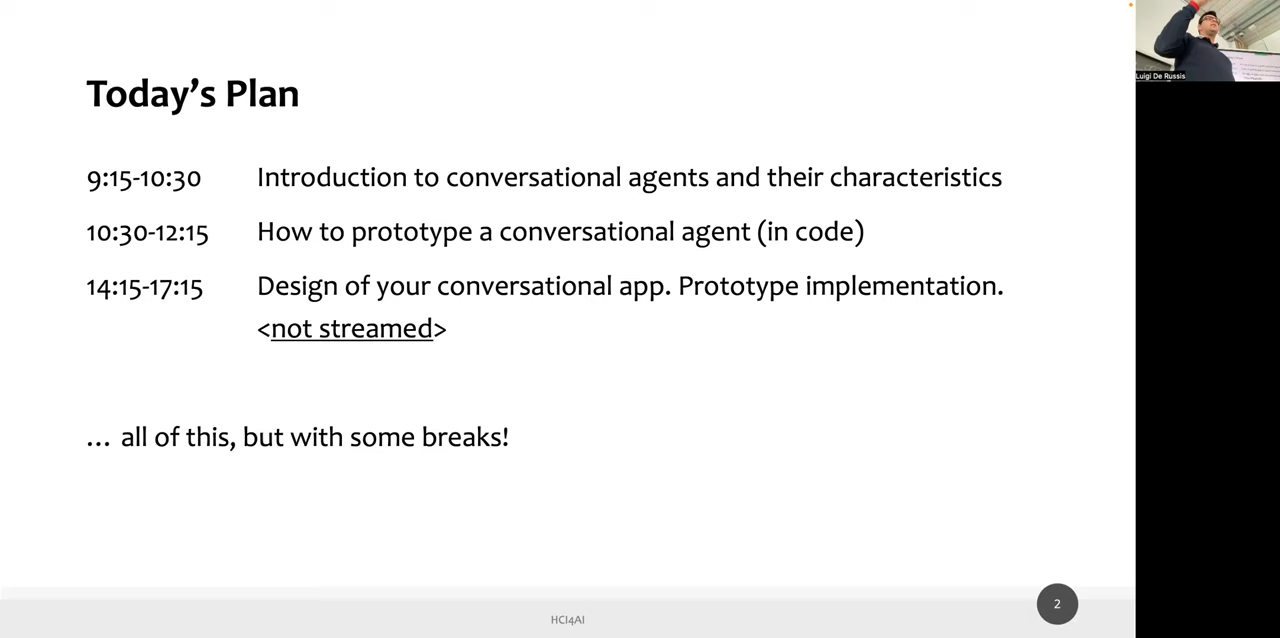 Today's Plan
9:15-10:30 Introduction to conversational agents and their characteristics
10:30-12:15 How to prototype a conversational agent (in code)
14:15-17:15 Design of your conversational app. Prototype implementation.
<not streamed>
… all of this, but with some breaks!
HCI4AI
2
Luigi De Russis